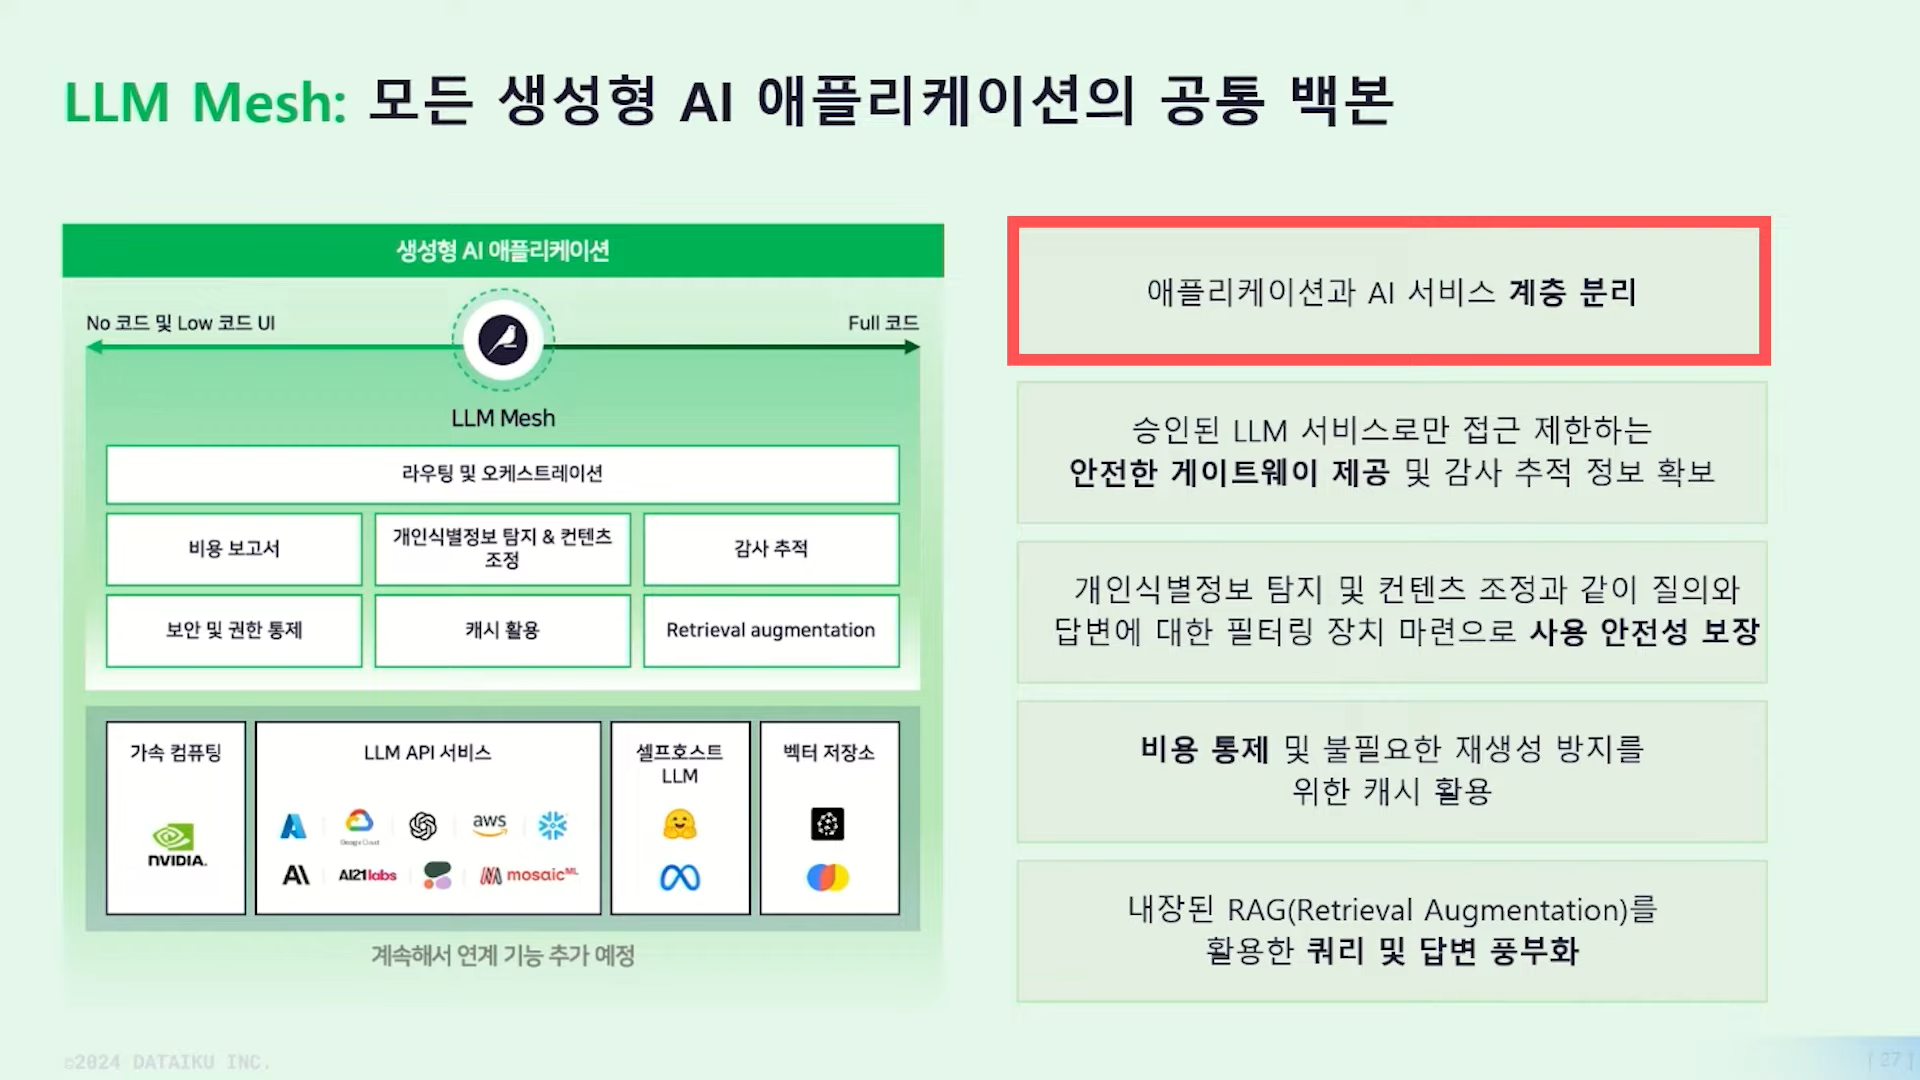 LLM Mesh: 모든 생성형 AI 애플리케이션의 공통 백본
생성형 AI 애플리케이션
No 코드 및 Low 코드 UI
Full 코드
LLM Mesh
라우팅 및 오케스트레이션
비용 보고서
개인식별정보 탐지 & 컨텐츠
조정
감사 추적
보안 및 권한 통제
캐시 활용
Retrieval augmentation
가속 컴퓨팅
NVIDIA.
LLM API 서비스
Google Cloud
aws
AI21labs
mosaicML
셀프호스트
LLM
벡터 저장소
계속해서 연계 기능 추가 예정
애플리케이션과 AI 서비스 계층 분리
승인된 LLM 서비스로만 접근 제한하는
안전한 게이트웨이 제공 및 감사 추적 정보 확보
개인식별정보 탐지 및 컨텐츠 조정과 같이 질의와
답변에 대한 필터링 장치 마련으로 사용 안전성 보장
비용 통제 및 불필요한 재생성 방지를
위한 캐시 활용
내장된 RAG(Retrieval Augmentation)를
활용한 쿼리 및 답변 풍부화
©2024 DATAIKU INC.
[ 27 ]